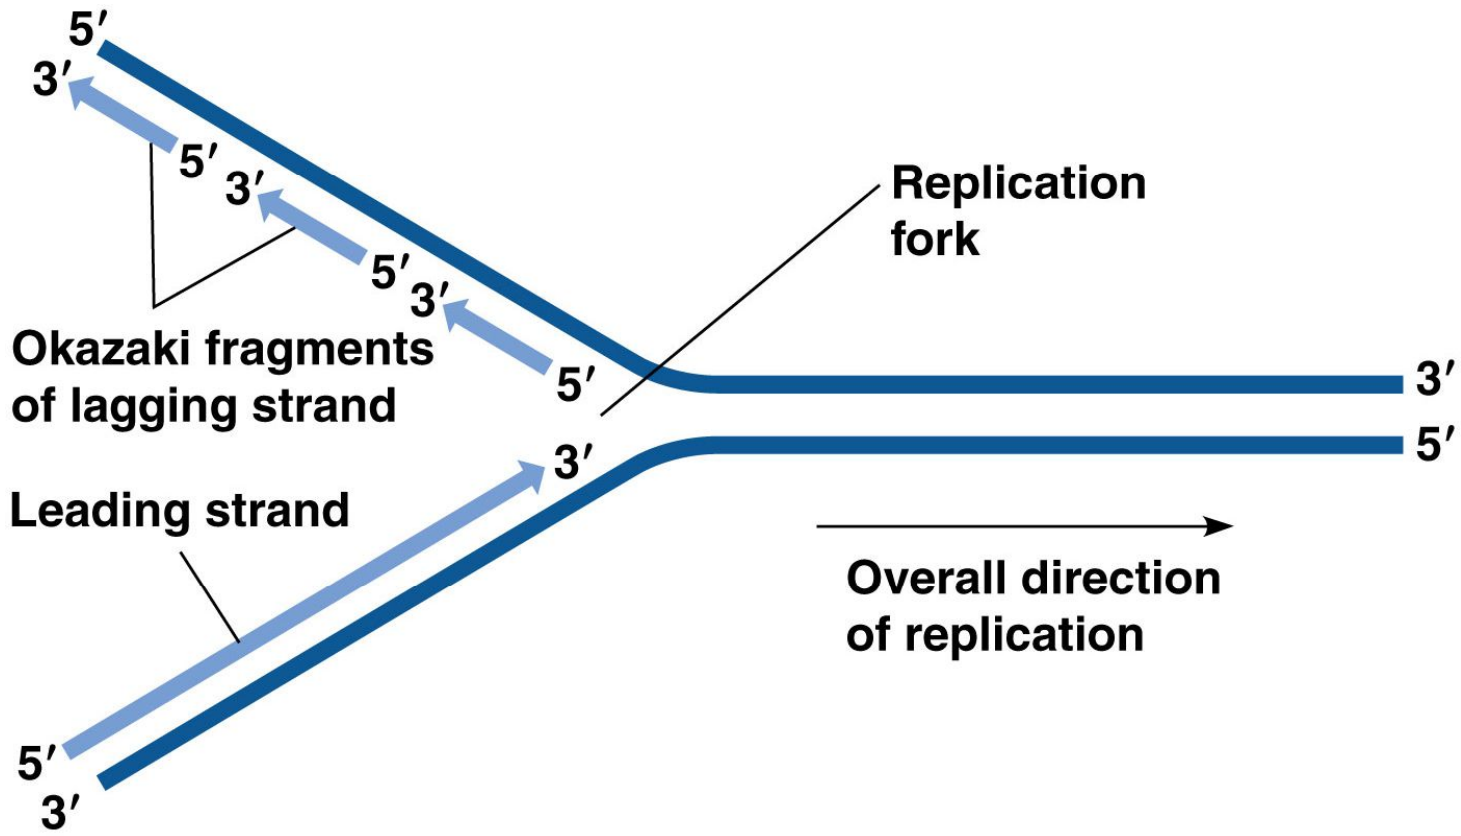 5′
3′
5′
3′
5′
3′
5′
Replication
fork
Okazaki fragments
of lagging strand
3′
5′
3′
Leading strand
Overall direction
of replication
5′
3′